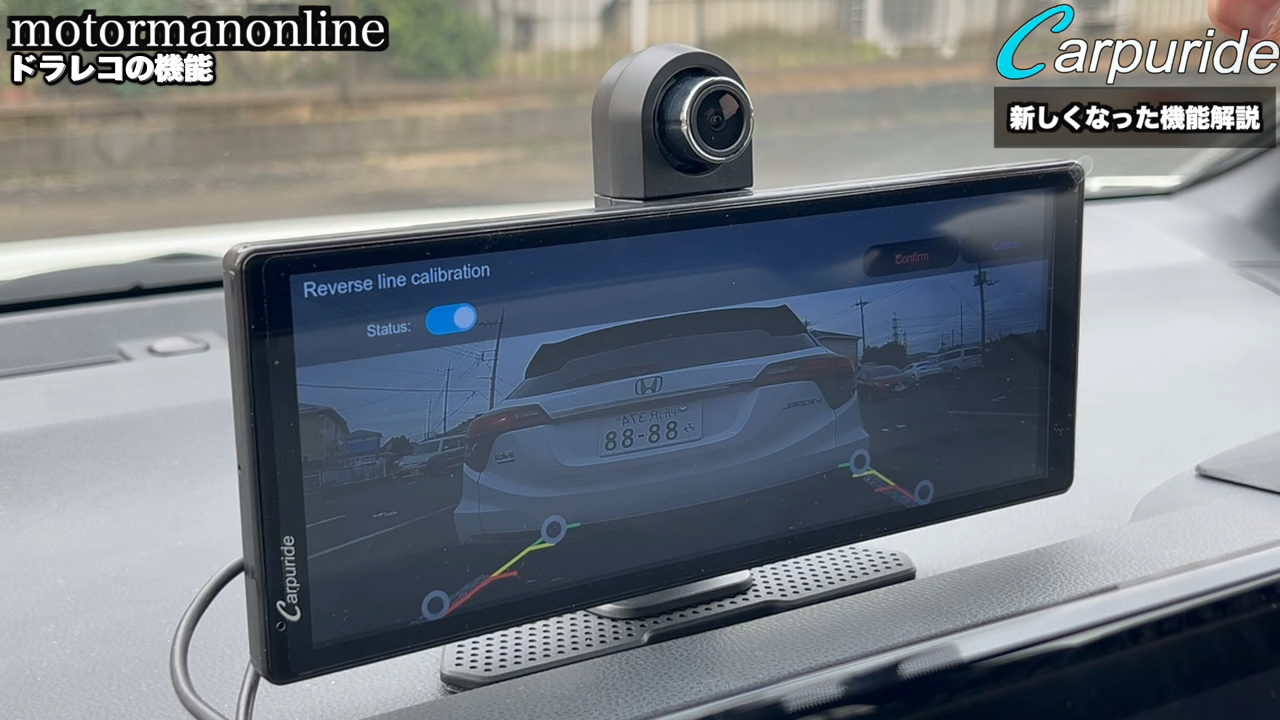 motormanonline
ドラレコの機能
Carpuride
新しくなった機能解説
Reverse line calibration
Confirm
Cancel
Status:
88-88
Carpuride